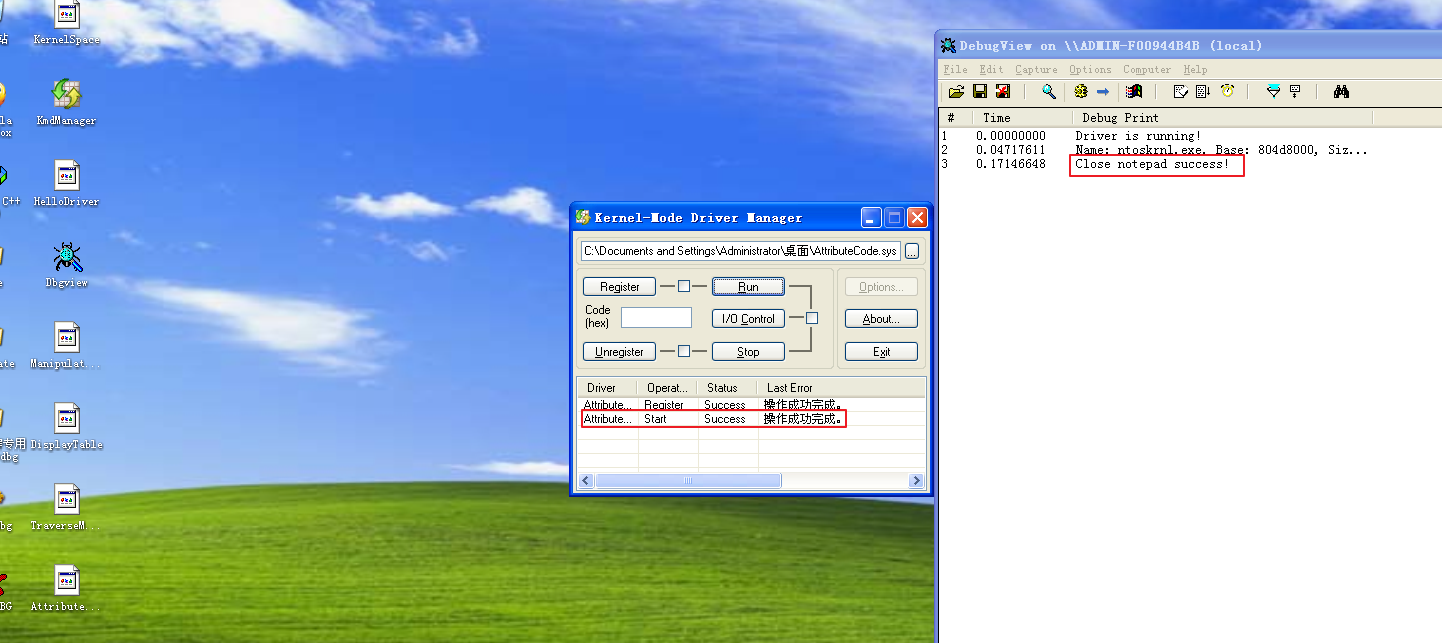 站
KernelSpace
la
ox
KmdManager
C++
HelloDriver
e
Dbgview
ate
Manipulat...
专用
dbg
DisplayTable
bg
TraverseM...
BG
Attribute...
Kernel-Mode Driver Manager
C:\Documents and Settings\Administrator\桌面\AttributeCode.sys
...
Register
Run
Options...
Code
(hex)
I/O Control
About...
Unregister
Stop
Exit
Driver Operat... Status Last Error
Attribute... Register Success 操作成功完成。
Attribute... Start Success 操作成功完成。
DebugView on \\ADMIN-F00944B4B (local)
File Edit Capture Options Computer Help
# Time Debug Print
1 0.00000000 Driver is running!
2 0.04717611 Name: ntoskrnl.exe. Base: 804d8000, Siz...
3 0.17146648 Close notepad success!